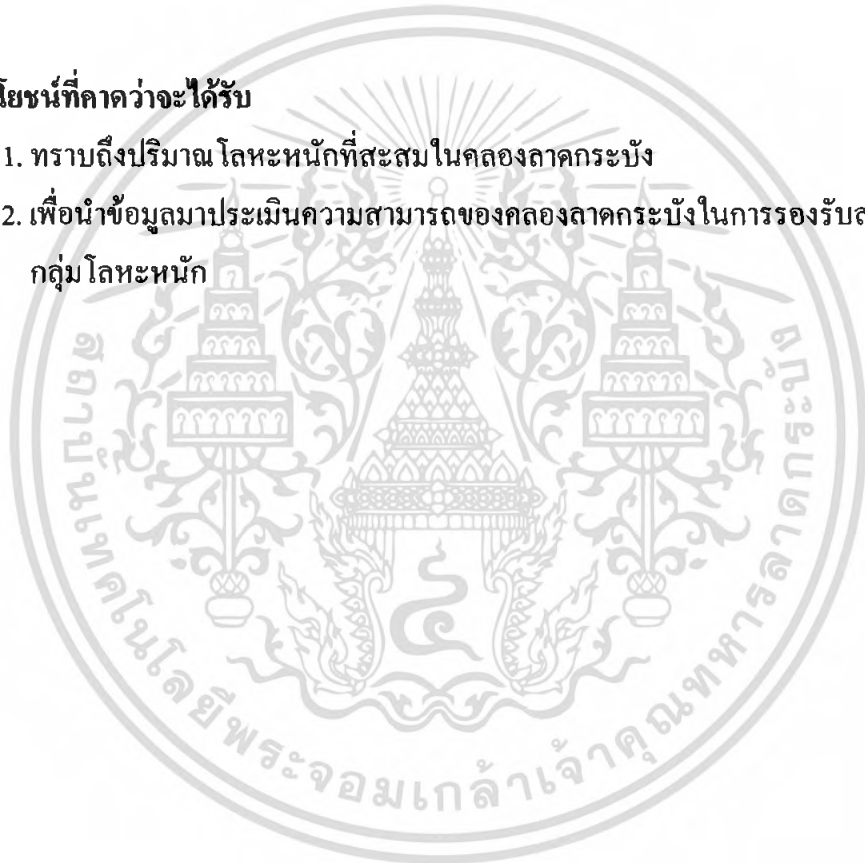 โยชน์ที่คาดว่าจะได้รับ
1. ทราบถึงปริมาณโลหะหนักที่สะสมในคลองลาดกระบัง
2. เพื่อนำข้อมูลมาประเมินความสามารถของคลองลาดกระบังในการรองรับ
กลุ่มโลหะหนัก
สถาบันเทคโนโลยีพระจอมเกล้าเจ้าคุณทหารลาดกระบัง
๔